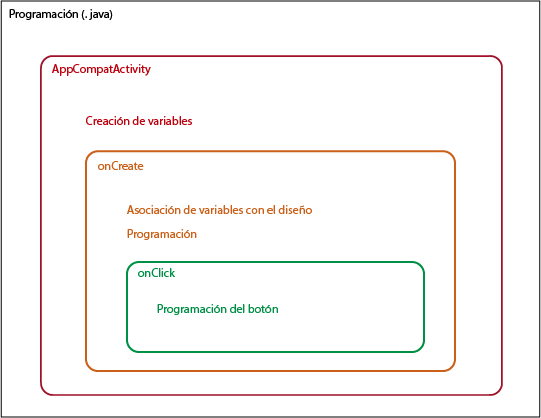 Programación (. java)
AppCompatActivity
Creación de variables
onCreate
Asociación de variables con el diseño
Programación
onClick
Programación del botón